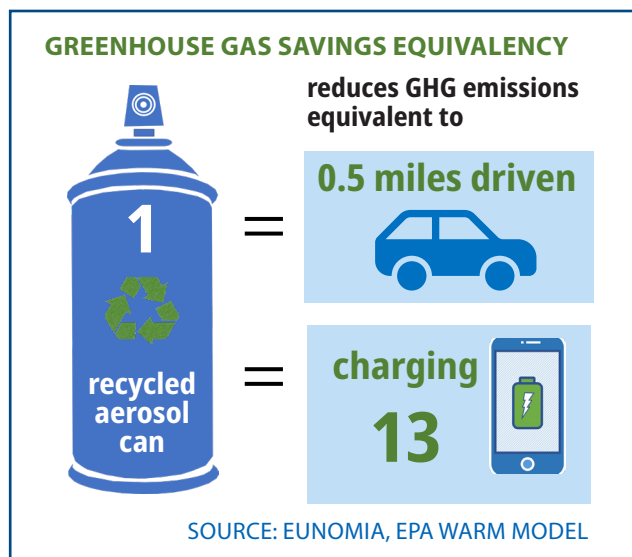 GREENHOUSE GAS SAVINGS EQUIVALENCY
reduces GHG emissions
equivalent to
1
recycled
aerosol
can
=
0.5 miles driven
=
charging
13
SOURCE: EUNOMIA, EPA WARM MODEL